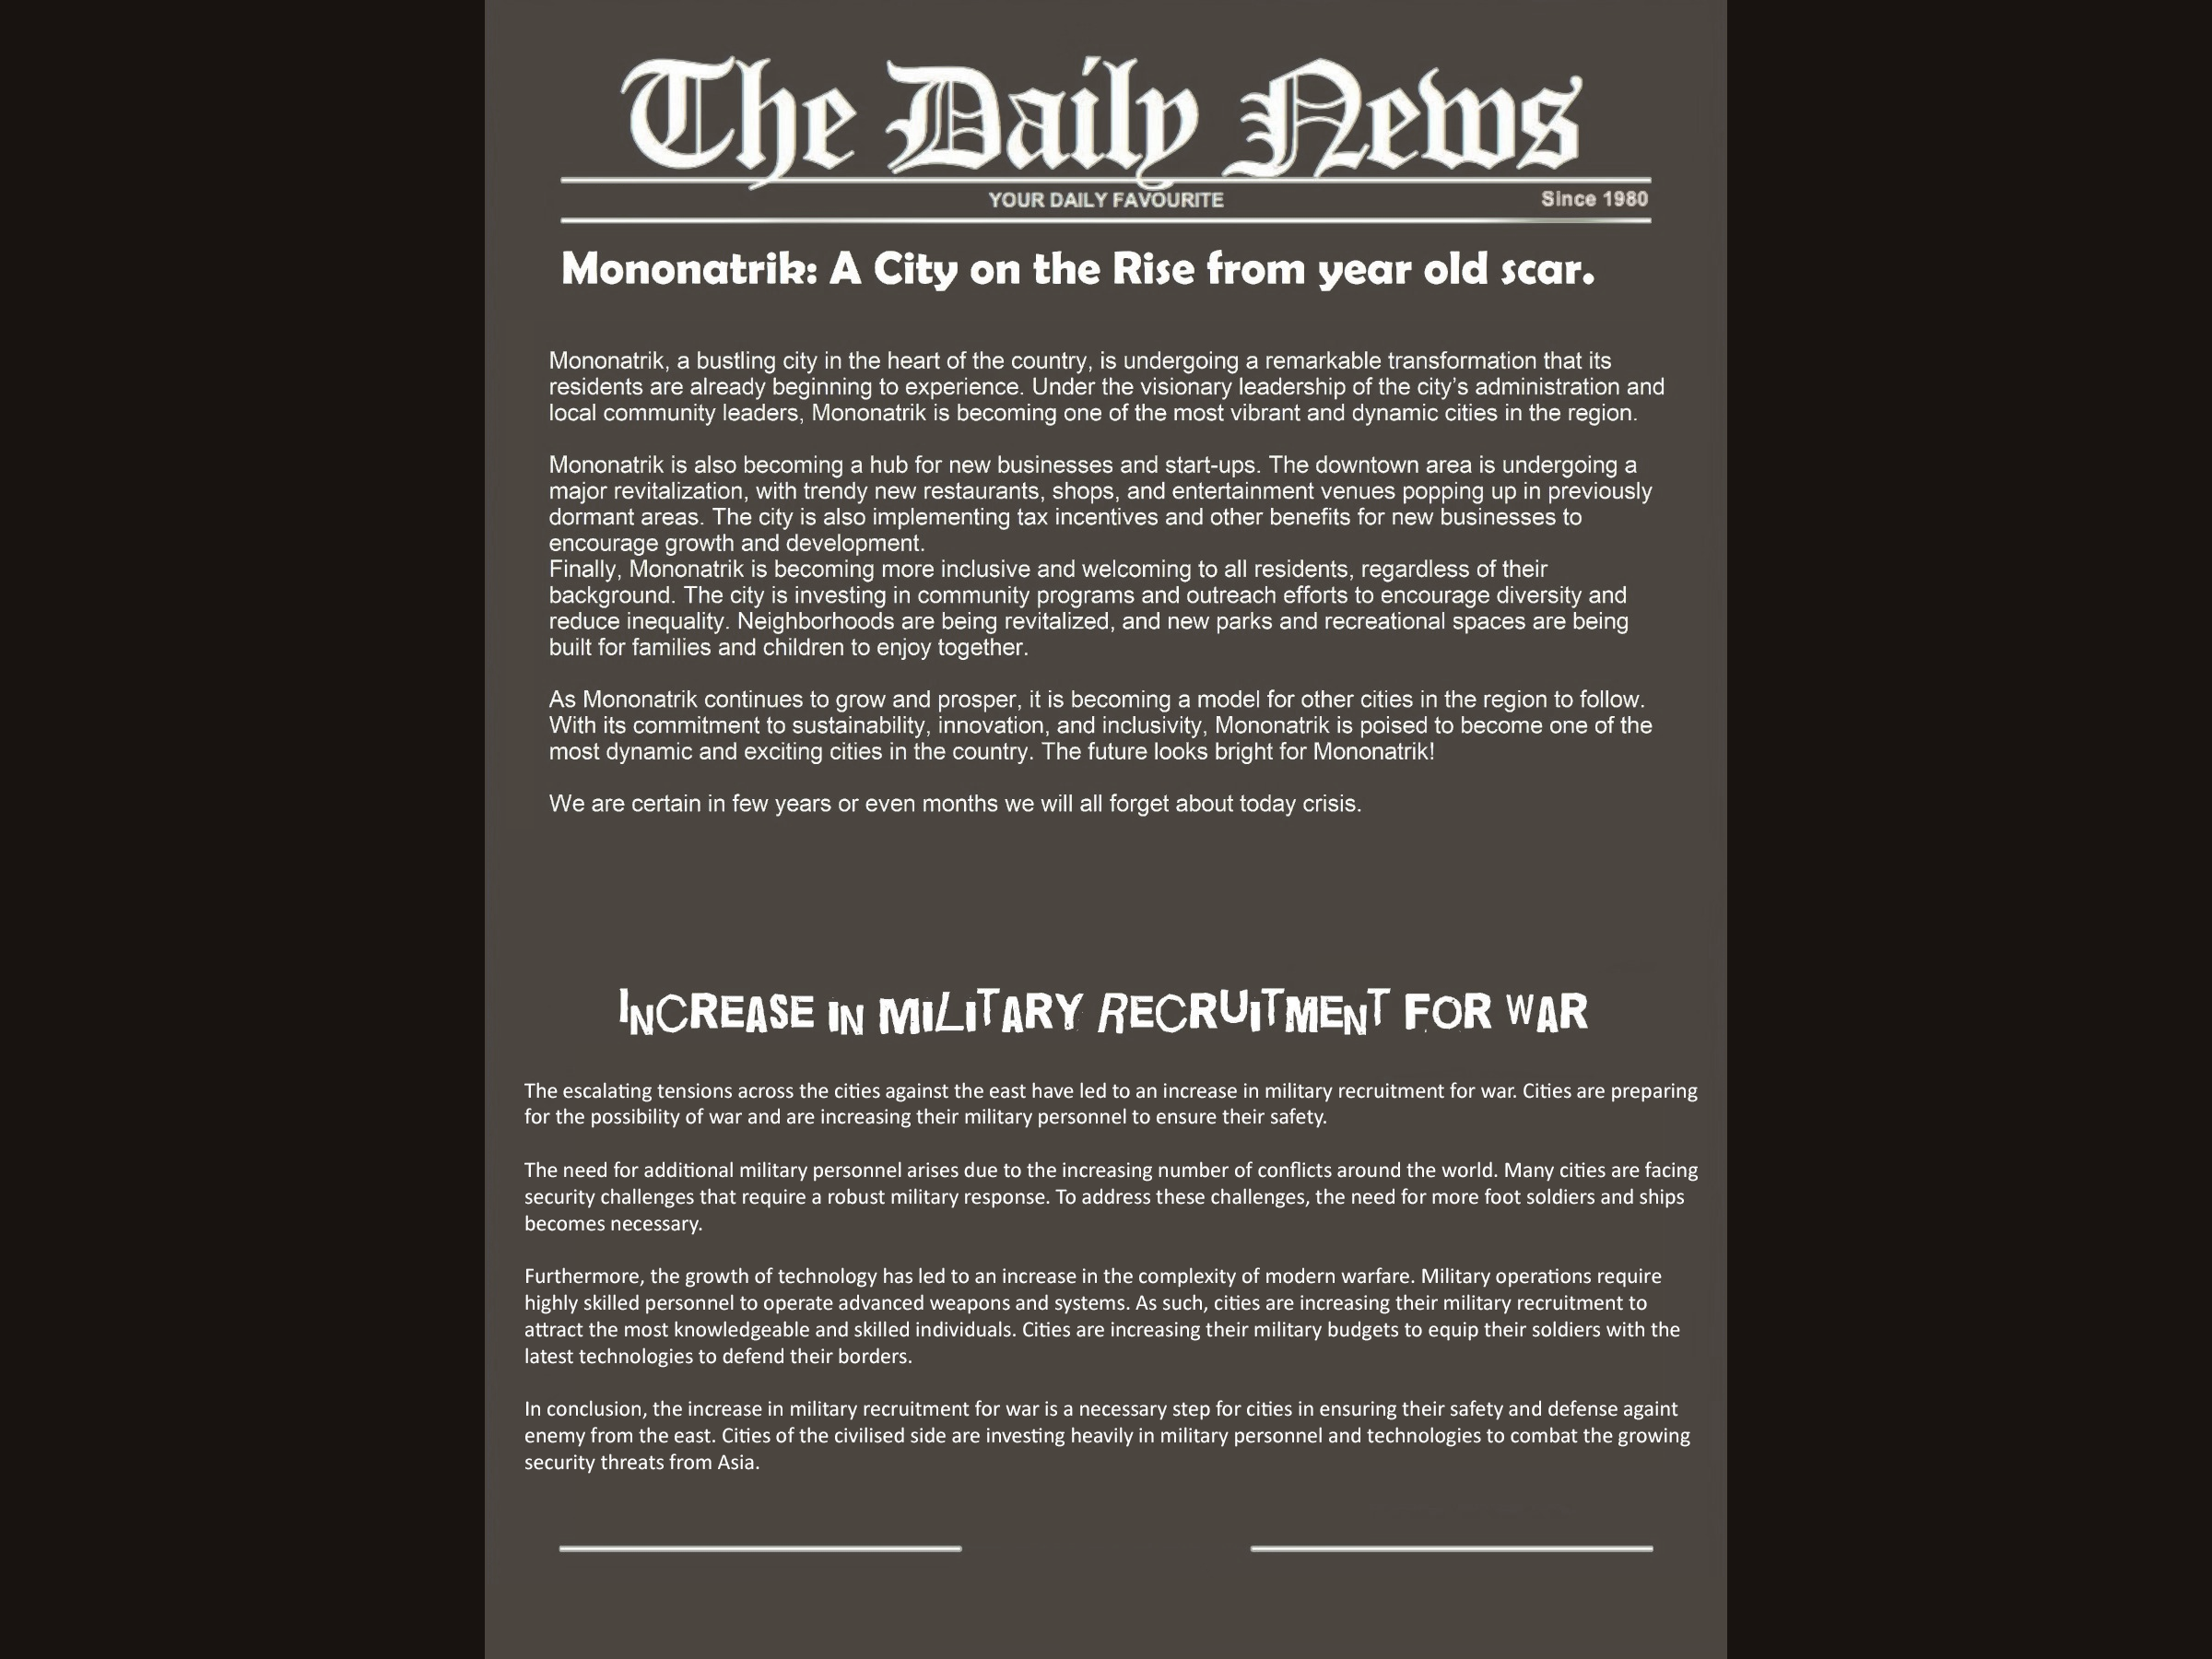 The Daily News
YOUR DAILY FAVOURITE
Since 1980
Mononatrik: A City on the Rise from year old scar.
Mononatrik, a bustling city in the heart of the country, is undergoing a remarkable transformation that its
residents are already beginning to experience. Under the visionary leadership of the city's administration and
local community leaders, Mononatrik is becoming one of the most vibrant and dynamic cities in the region.
Mononatrik is also becoming a hub for new businesses and start-ups. The downtown area is undergoing a
major revitalization, with trendy new restaurants, shops, and entertainment venues popping up in previously
dormant areas. The city is also implementing tax incentives and other benefits for new businesses to
encourage growth and development.
Finally, Mononatrik is becoming more inclusive and welcoming to all residents, regardless of their
background. The city is investing in community programs and outreach efforts to encourage diversity and
reduce inequality. Neighborhoods are being revitalized, and new parks and recreational spaces are being
built for families and children to enjoy together.
As Mononatrik continues to grow and prosper, it is becoming a model for other cities in the region to follow.
With its commitment to sustainability, innovation, and inclusivity, Mononatrik is poised to become one of the
most dynamic and exciting cities in the country. The future looks bright for Mononatrik!
We are certain in few years or even months we will all forget about today crisis.
INCREASE IN MILITARY RECRUITMENT FOR WAR
The escalating tensions across the cities against the east have led to an increase in military recruitment for war. Cities are preparing
for the possibility of war and are increasing their military personnel to ensure their safety.
The need for additional military personnel arises due to the increasing number of conflicts around the world. Many cities are facing
security challenges that require a robust military response. To address these challenges, the need for more foot soldiers and ships
becomes necessary.
Furthermore, the growth of technology has led to an increase in the complexity of modern warfare. Military operations require
highly skilled personnel to operate advanced weapons and systems. As such, cities are increasing their military recruitment to
attract the most knowledgeable and skilled individuals. Cities are increasing their military budgets to equip their soldiers with the
latest technologies to defend their borders.
In conclusion, the increase in military recruitment for war is a necessary step for cities in ensuring their safety and defense againt
enemy from the east. Cities of the civilised side are investing heavily in military personnel and technologies to combat the growing
security threats from Asia.